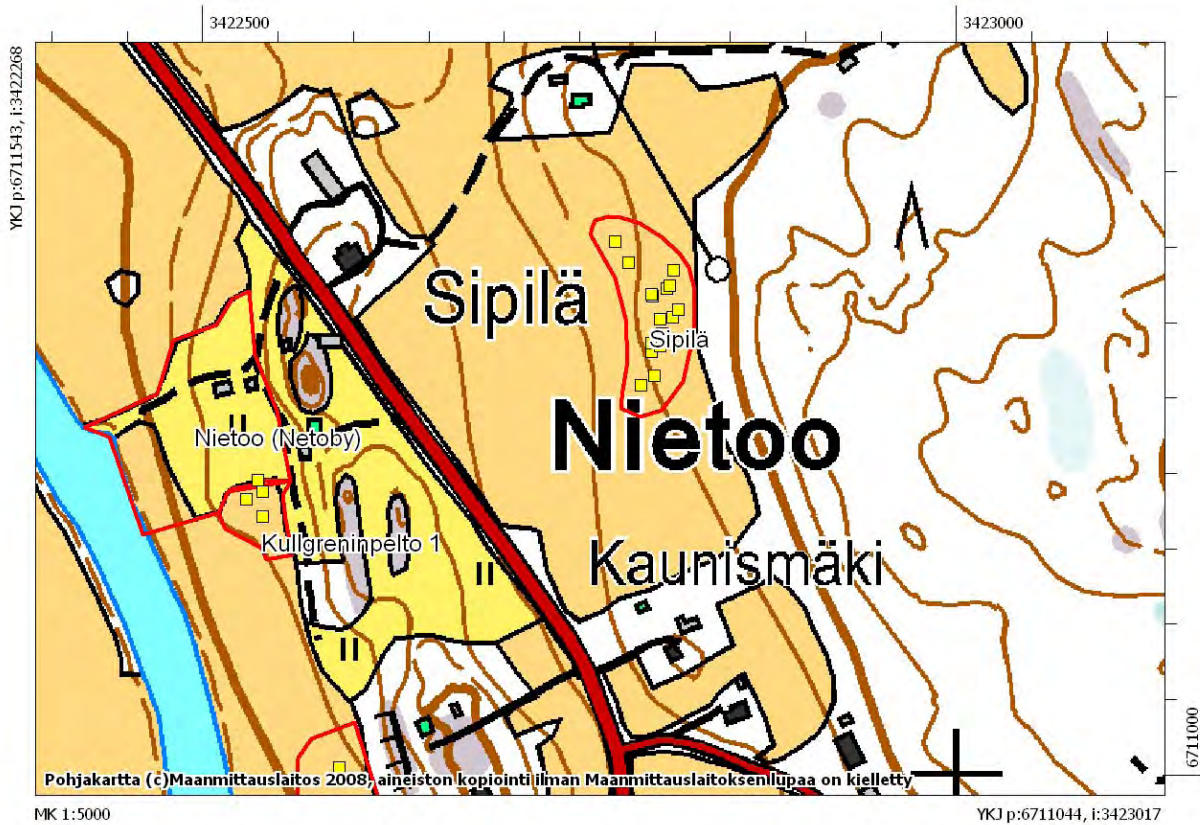 3422500
3423000
YKJ p:6711543, i:3422268
Sipilä
Sipilä
Nietoo
Nietoo (Netoby)
II
Kullgreninpelto 1
Kaunismäki
II
II
6711000
Pohjakartta (c)Maanmittauslaitos 2008, aineiston kopiointi ilman Maanmittauslaitoksen lupaa on kielletty
MK 1:5000
YKJ p:6711044, i:3423017